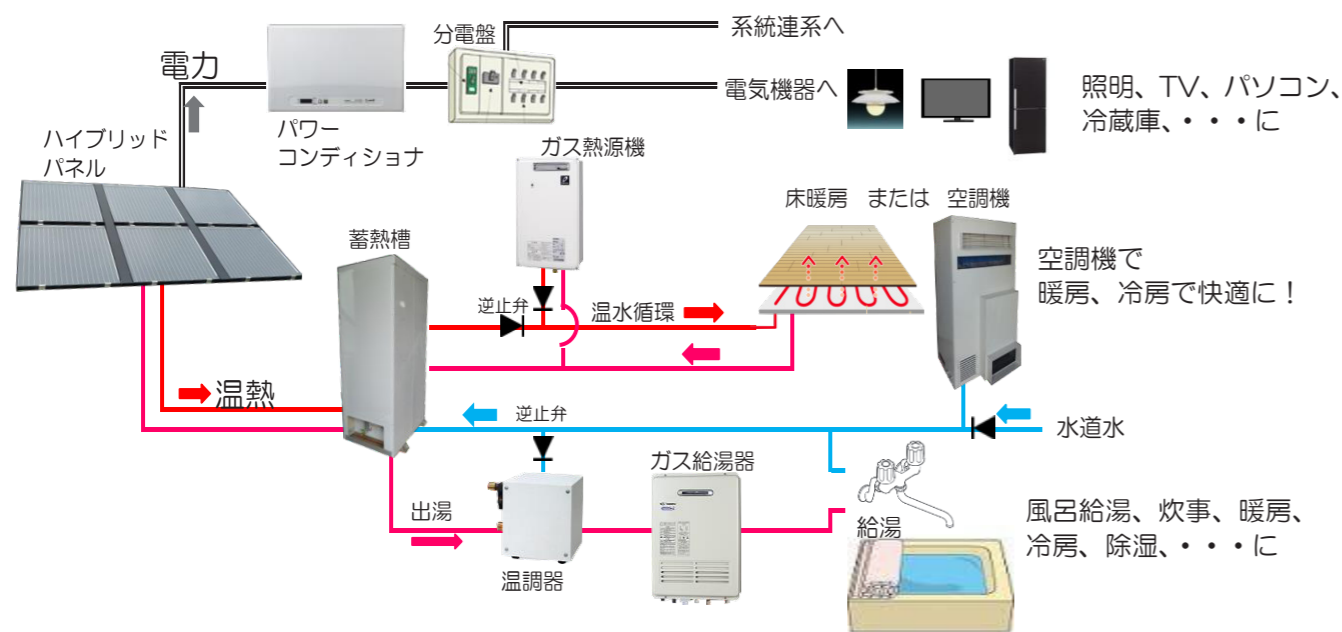 系統連系へ
分電盤
電力
電気機器へ
照明、TV、パソコン、
冷蔵庫、・・・に
パワー
コンディショナ
ハイブリッド
パネル
ガス熱源機
床暖房 または 空調機
蓄熱槽
空調機で
暖房、冷房で快適に！
逆止弁
温水循環
温熱
逆止弁
水道水
ガス給湯器
出湯
給湯
風呂給湯、炊事、暖房、
冷房、除湿、・・・に
温調器